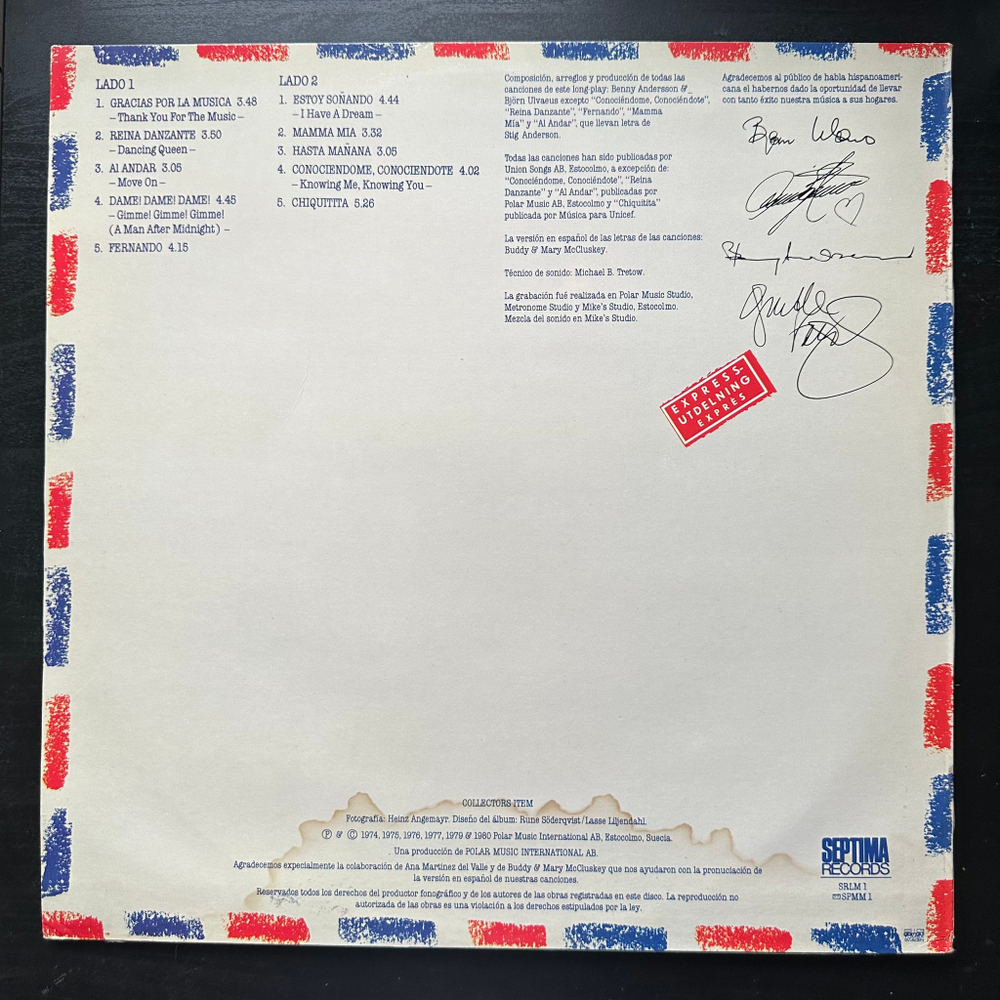 LADO 1
1. GRACIAS POR LA MUSICA 3.48
– Thank You For The Music –
2. REINA DANZANTE 3.50
– Dancing Queen –
3. Al ANDAR 3.05
– Move On –
4. DAME! DAME! DAME! 4.45
– Gimme! Gimme! Gimme!
(A Man After Midnight) –
5. FERNANDO 4.15
LADO 2
1. ESTOY SOÑANDO 4.44
– I Have A Dream –
2. MAMMA MIA 3.32
3. HASTA MAÑANA 3.05
4. CONOCIENDOME, CONOCIENDOTE 4.02
– Knowing Me, Knowing You –
5. CHIQUITITA 5.26
Composición, arreglos y producción de todas las
canciones de este long-play: Benny Andersson &
Björn Ulvaeus excepto "Conociéndome, Conociéndote",
"Reina Danzante", "Fernando", "Mamma
Mia" y "Al Andar", que llevan letra de
Stig Anderson.
Todas las canciones han sido publicadas por
Union Songs AB, Estocolmo, a excepción de:
"Conociéndome, Conociéndote", "Reina
Danzante" y "Al Andar", publicadas por
Polar Music AB, Estocolmo y "Chiquitita"
publicada por Música para Unicef.
La versión en español de las letras de las canciones:
Buddy & Mary McCluskey.
Técnico de sonido: Michael B. Tretow.
La grabación fué realizada en Polar Music Studio,
Metronome Studio y Mike's Studio, Estocolmo.
Mezcla del sonido en Mike's Studio.
Agradecemos al público de habla hispanoameri-
cana el habernos dado la oportunidad de llevar
con tanto éxito nuestra música a sus hogares.
EXPRESS-
UTDELNING
EXPRÈS
COLLECTORS ITEM
Fotografia: Heinz Angemayr. Diseño del álbum: Rune Söderqvist/Lasse Liljendahl.
Ⓟ & © 1974, 1975, 1976, 1977, 1979 & 1980 Polar Music International AB, Estocolmo, Suecia.
Una producción de POLAR MUSIC INTERNATIONAL AB.
Agradecemos expecialmente la colaboración de Ana Martinez del Valle y de Buddy & Mary McCluskey que nos ayudaron con la pronuciación de
la versión en español de nuestras canciones.
Reservados todos los derechos del productor fonográfico y de los autores de las obras registradas en este disco. La reproducción no
autorizada de las obras es una violación a los derechos estipulados por la ley.
SEPTIMA
RECORDS
SRLM 1
SPMM 1